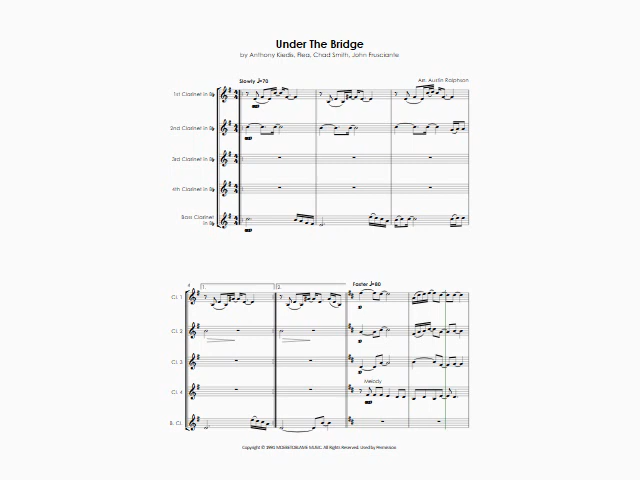 Under The Bridge
by Anthony Kiedis, Flea, Chad Smith, John Frusciante
Slowly ♩=70
Arr. Austin Ralphson
1st Clarinet in B♭
2nd Clarinet in B♭
3rd Clarinet in B♭
4th Clarinet in B♭
Bass Clarinet
in B♭
4
1.
2.
Faster ♩=80
Cl. 1
Cl. 2
Cl. 3
Melody
Cl. 4
B. Cl.
Copyright © 1991 MOEBETOBLAME MUSIC. All Rights Reserved. Used by Permission